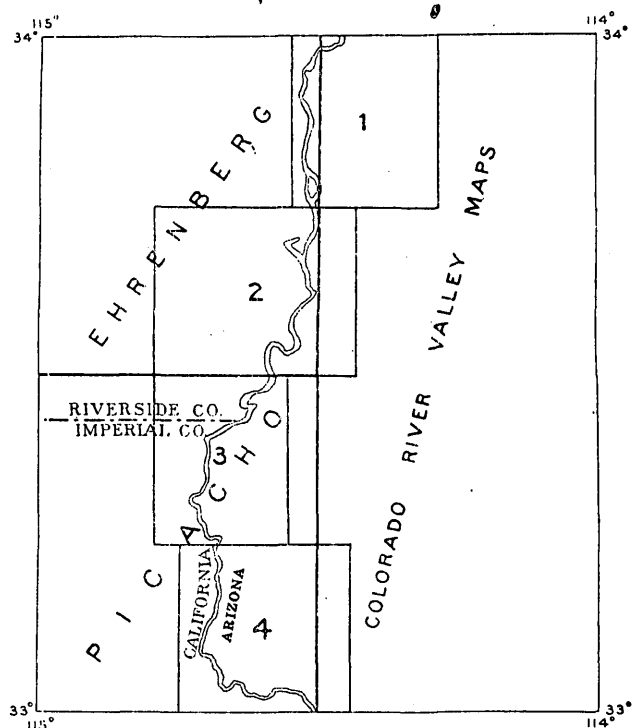 115°
114°
34°
34°
1
EHRENBERG
COLORADO RIVER VALLEY MAPS
2
RIVERSIDE CO.
IMPERIAL CO.
3
PICACHO
CALIFORNIA
ARIZONA
4
33°
33°
115°
114°